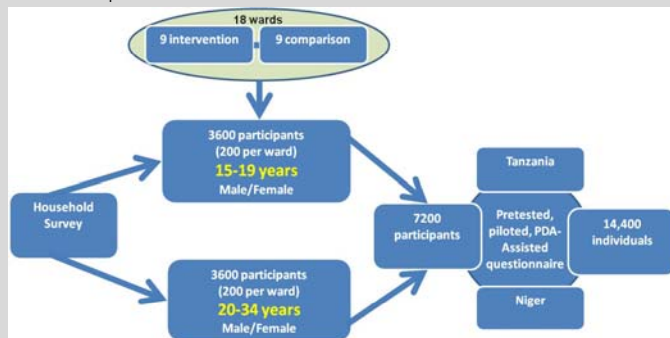 18 wards
9 intervention
9 comparison
3600 participants
(200 per ward)
15-19 years
Male/Female
Household
Survey
3600 participants
(200 per ward)
20-34 years
Male/Female
7200
participants
Tanzania
Pretested,
piloted, PDA-
Assisted
questionnaire
Niger
14,400
individuals